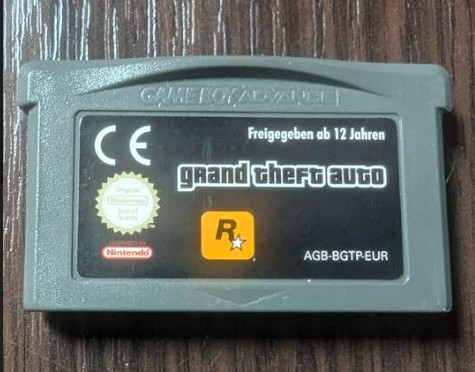 GAME BOY ADVANCE
CE
Freigegeben ab 12 Jahren
grand theft auto
Original
Nintendo
Seal of
Quality
R
Nintendo
AGB-BGTP-EUR